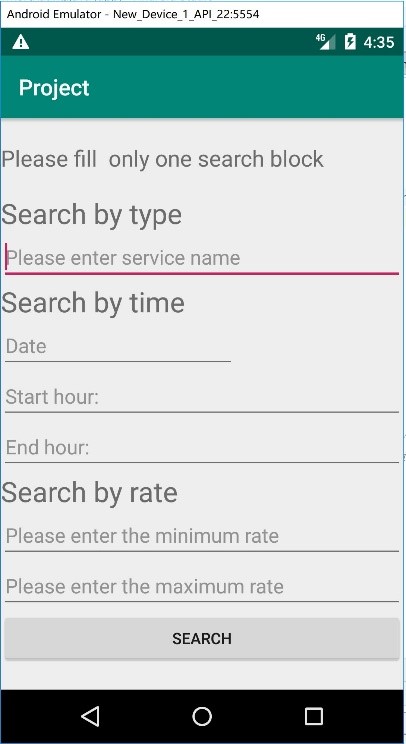 Android Emulator - New_Device_1_API_22:5554
4G 4:35
Project
Please fill  only one search block
Search by type
Please enter service name
Search by time
Date
Start hour:
End hour:
Search by rate
Please enter the minimum rate
Please enter the maximum rate
SEARCH